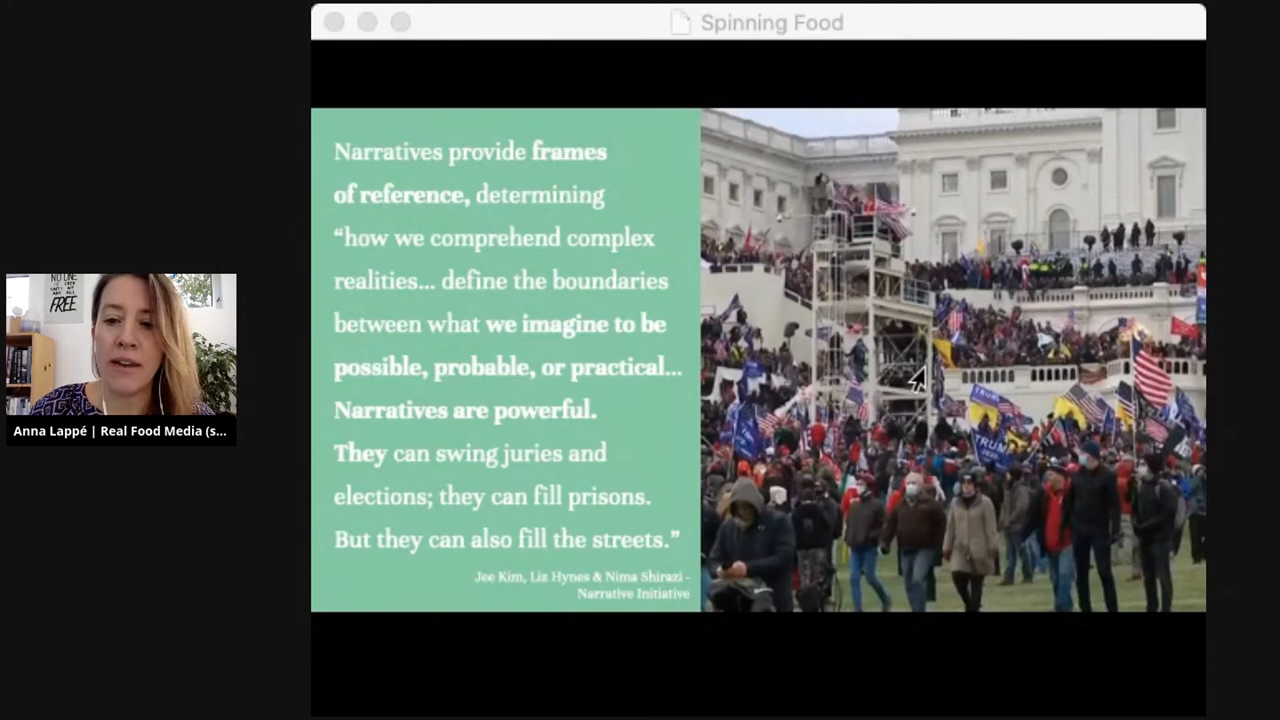 Spinning Food
Narratives provide frames
of reference, determining
“how we comprehend complex
realities... define the boundaries
between what we imagine to be
possible, probable, or practical...
Narratives are powerful.
They can swing juries and
elections; they can fill prisons.
But they can also fill the streets.”
Jee Kim, Liz Hynes & Nima Shirazi -
Narrative Initiative
NO ONE
FREE
Anna Lappé | Real Food Media (s...
TRUMP
TRUMP